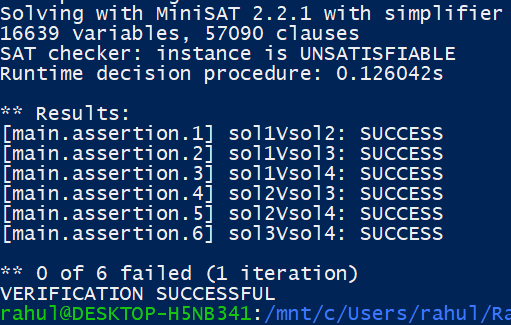 Solving with MiniSAT 2.2.1 with simplifier
16639 variables, 57090 clauses
SAT checker: instance is UNSATISFIABLE
Runtime decision procedure: 0.126042s
** Results:
[main.assertion.1] sol1Vsol2: SUCCESS
[main.assertion.2] sol1Vsol3: SUCCESS
[main.assertion.3] sol1Vsol4: SUCCESS
[main.assertion.4] sol2Vsol3: SUCCESS
[main.assertion.5] sol2Vsol4: SUCCESS
[main.assertion.6] sol3Vsol4: SUCCESS
** 0 of 6 failed (1 iteration)
VERIFICATION SUCCESSFUL
rahul@DESKTOP-H5NB341:/mnt/c/Users/rahul/Ra